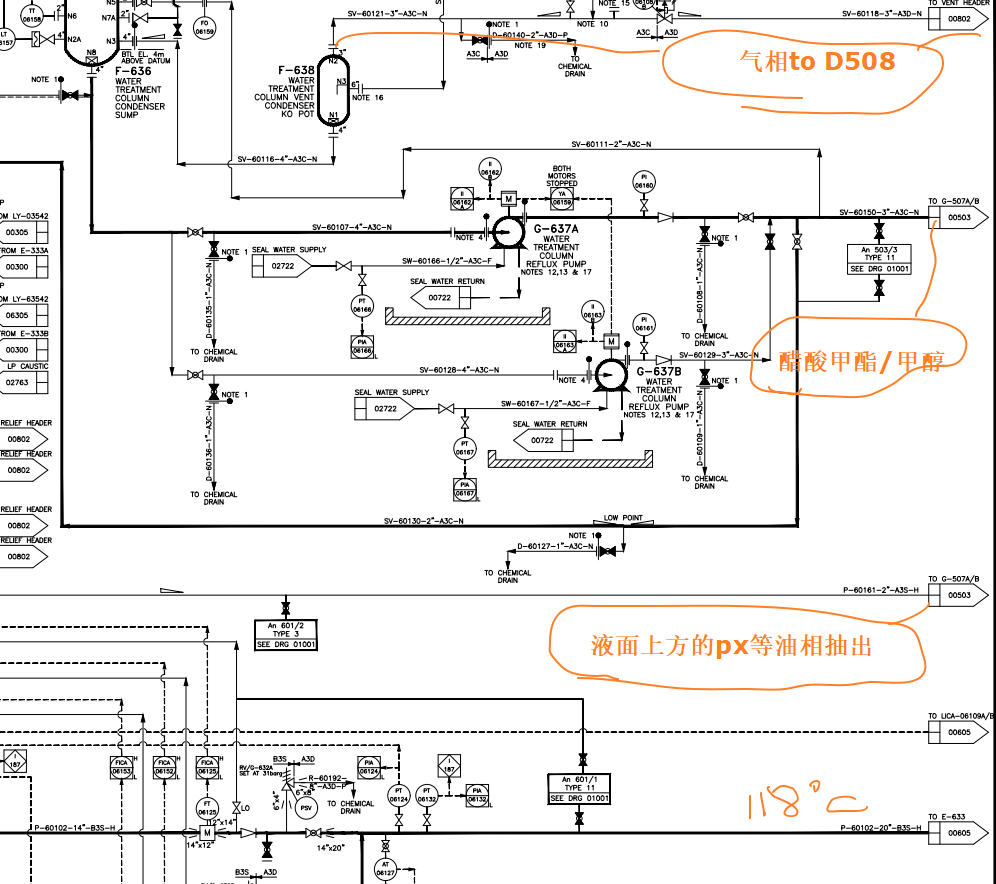 N6
2"
N5
N7A
2"
N3
4"
TT
06158
LT
N2A
N8
4"
BTL EL. 4m
ABOVE DATUM
NOTE 1
F-636
WATER
TREATMENT
COLUMN
CONDENSER
SUMP
FO
06159
SV-60121-3"-A3C-N
3"
N2
F-638
WATER
TREATMENT
COLUMN VENT
CONDENSER
KO POT
N3
6"
NOTE 16
N1
4"
NOTE 1
D-60140-2"-A3D-P
NOTE 19
A3C
A3D
TO
CHEMICAL
DRAIN
NOTE 15
NOTE 10
A3C
A3D
SV-60118-3"-A3D-N
TO VENT HEADER
00802
气相to D508
SV-60116-4"-A3C-N
SV-60111-2"-A3C-N
II
06162
B
II
06162
A
M
BOTH
MOTORS
STOPPED
YA
06159
PI
06160
SV-60150-3"-A3C-N
TO G-507A/B
00503
SV-60107-4"-A3C-N
NOTE 4
G-637A
WATER
TREATMENT
COLUMN
REFLUX PUMP
NOTES 12,13 & 17
NOTE 1
NOTE 1
An 503/3
TYPE 11
SEE DRG 01001
SEAL WATER SUPPLY
02722
SW-60166-1/2"-A3C-F
SEAL WATER RETURN
00722
PT
06166
PIA
06166
L
D-60135-1"-A3C-N
TO CHEMICAL
DRAIN
D-60108-1"-A3C-N
TO CHEMICAL
DRAIN
II
06163
B
II
06163
A
M
PI
06161
SV-60129-3"-A3C-N
醋酸甲酯/甲醇
SV-60128-4"-A3C-N
NOTE 4
G-637B
WATER
TREATMENT
COLUMN
REFLUX PUMP
NOTES 12,13 & 17
NOTE 1
NOTE 1
SEAL WATER SUPPLY
02722
SW-60167-1/2"-A3C-F
SEAL WATER RETURN
00722
PT
06167
PIA
06167
L
D-60136-1"-A3C-N
TO CHEMICAL
DRAIN
D-60109-1"-A3C-N
TO CHEMICAL
DRAIN
OM LY-03542
00305
FROM E-333A
00300
LY-63542
06305
FROM E-333B
00300
LP CAUSTIC
02763
RELIEF HEADER
00802
RELIEF HEADER
00802
RELIEF HEADER
00802
RELIEF HEADER
00802
SV-60130-2"-A3C-N
LOW POINT
NOTE 1
D-60127-1"-A3C-N
TO CHEMICAL
DRAIN
P-60161-2"-A3S-H
TO G-507A/B
00503
An 601/2
TYPE 3
SEE DRG 01001
液面上方的px等油相抽出
TO LICA-06109A/B
00605
I
187
FICA
06153
H
L
FICA
06152
H
L
FICA
06125
H
L
RV/G-632A
SET AT 31barg
B3S
A3D
R-60192-
8"-A3D-P
6"x4"
6"x8"
PSV
TO CHEMICAL
DRAIN
PIA
06124
L
PT
06124
PT
06132
I
187
PIA
06132
L
An 601/1
TYPE 11
SEE DRG 01001
118°C
FT
06125
12"x14"
LO
M
14"x12"
14"x20"
P-60102-14"-B3S-H
P-60102-20"-B3S-H
TO E-633
00605
AT
06127
B3S
A3D